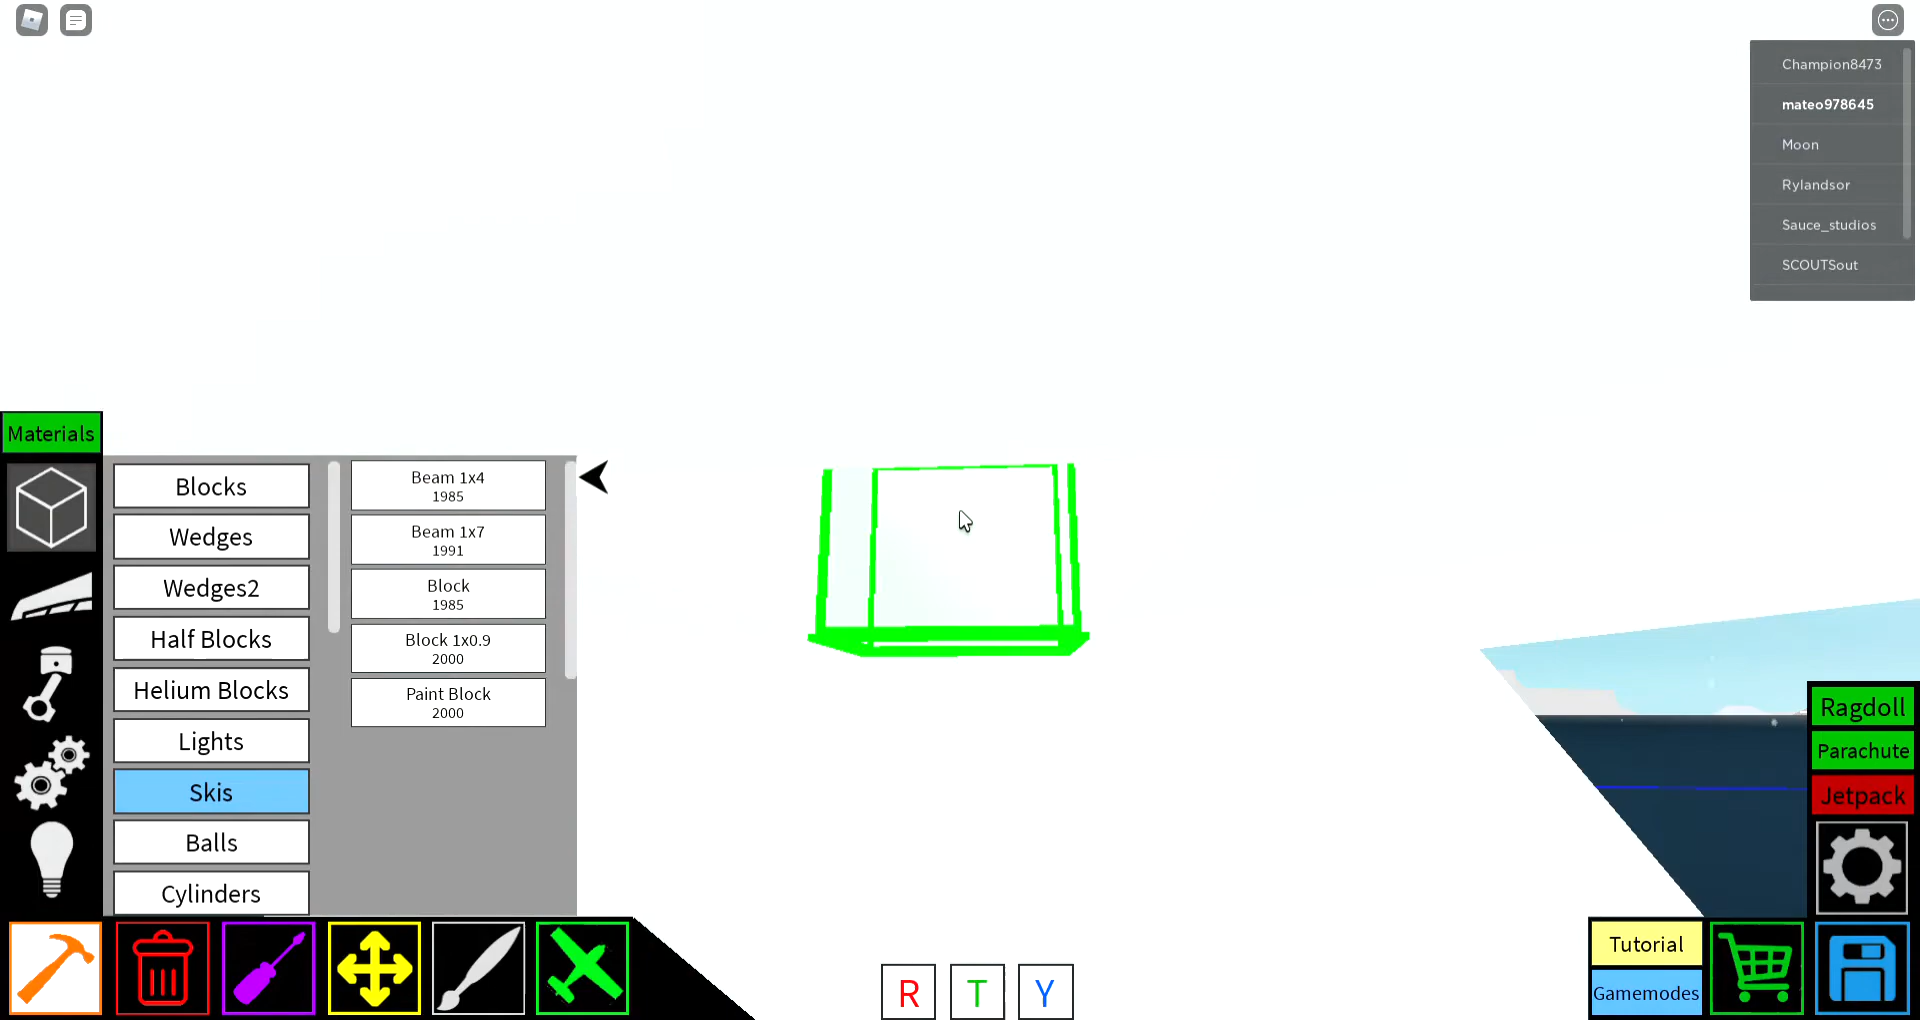 Champion8473
mateo978645
Moon
Rylandsor
Sauce_studios
SCOUTSout
Materials
Blocks
Wedges
Wedges2
Half Blocks
Helium Blocks
Lights
Skis
Balls
Cylinders
Beam 1x4
1985
Beam 1x7
1991
Block
1985
Block 1x0.9
2000
Paint Block
2000
Ragdoll
Parachute
Jetpack
Tutorial
Gamemodes
R T Y